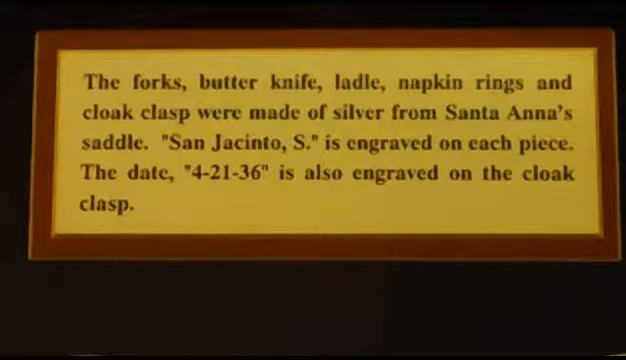 The forks, butter knife, ladle, napkin rings and
cloak clasp were made of silver from Santa Anna's
saddle. "San Jacinto, S." is engraved on each piece.
The date, "4-21-36" is also engraved on the cloak
clasp.